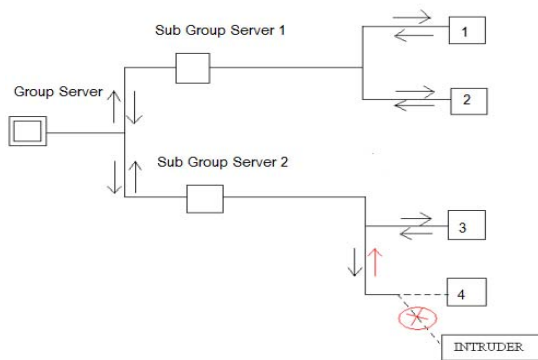 Sub Group Server 1
1
Group Server
2
Sub Group Server 2
3
4
INTRUDER